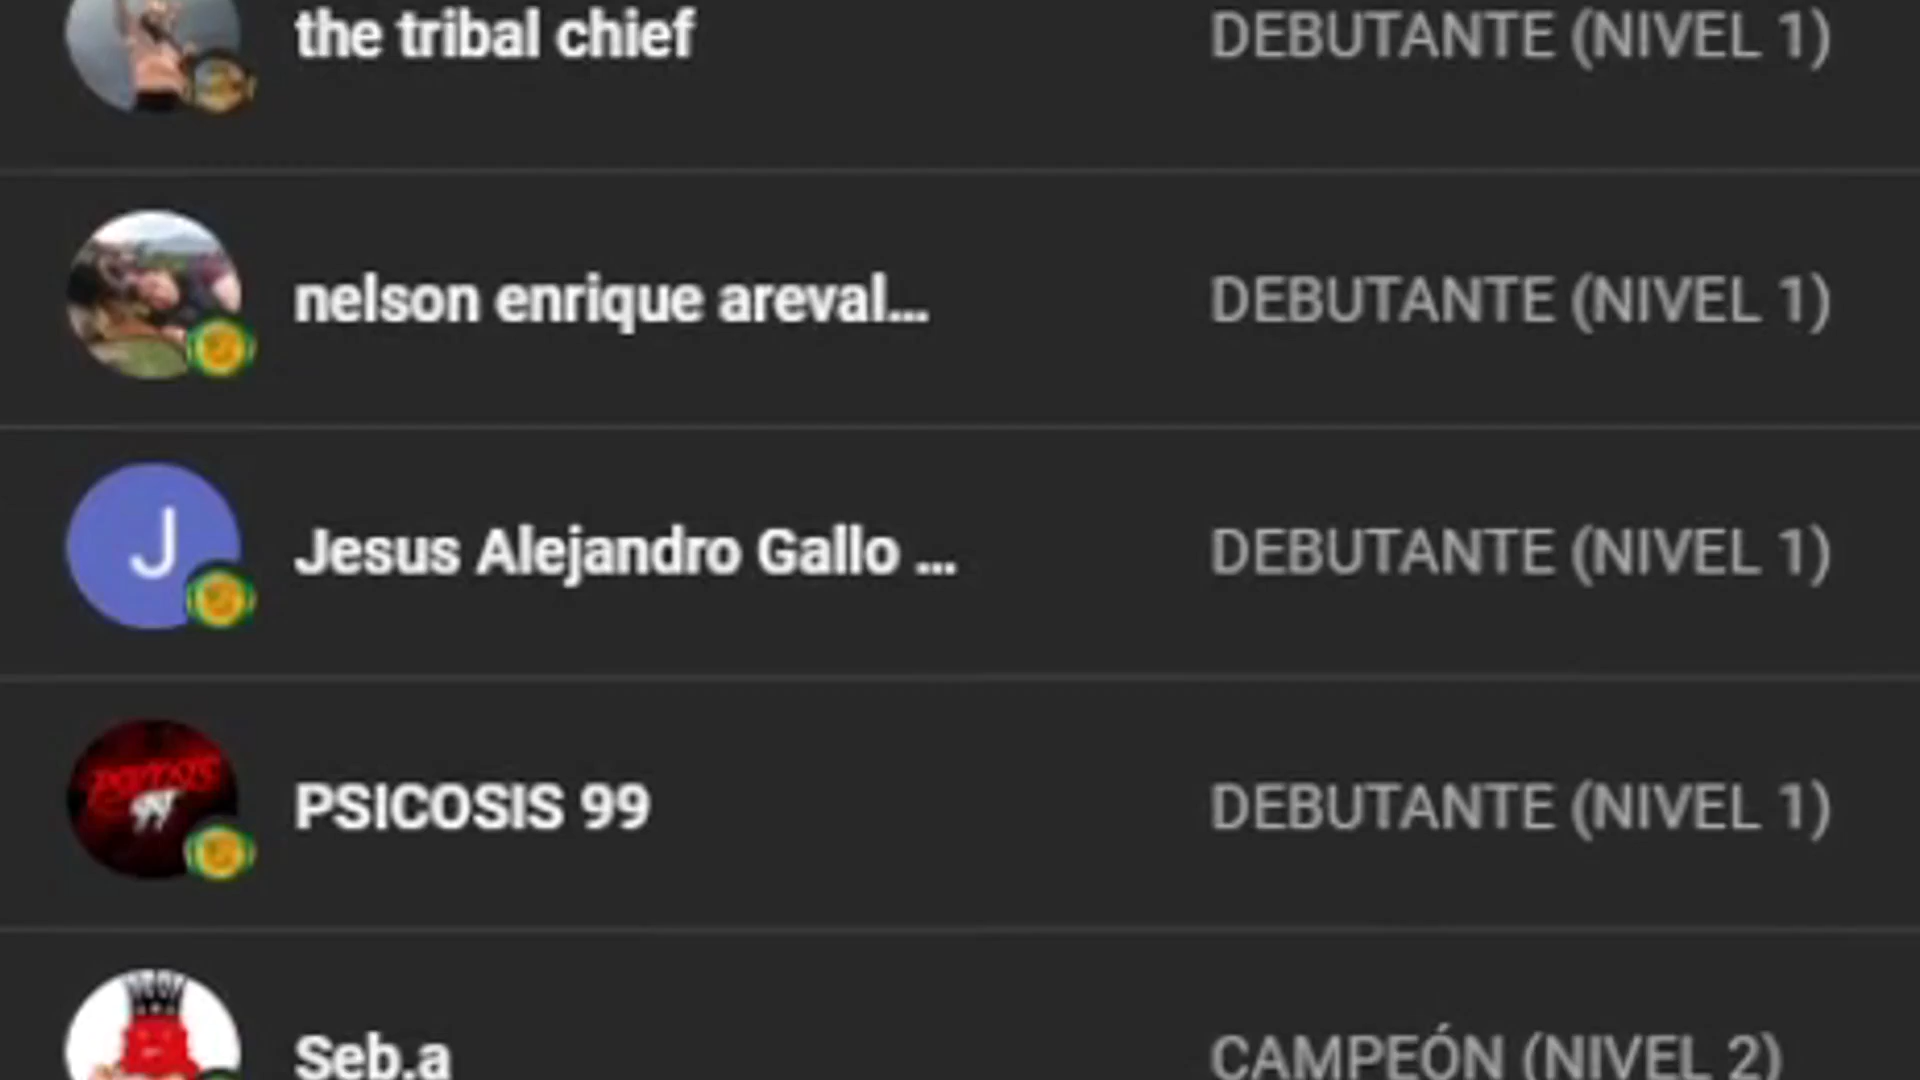 the tribal chief DEBUTANTE (NIVEL 1)
nelson enrique areval... DEBUTANTE (NIVEL 1)
J Jesus Alejandro Gallo ... DEBUTANTE (NIVEL 1)
PSICOSIS 99 DEBUTANTE (NIVEL 1)
Seb.a CAMPEÓN (NIVEL 2)